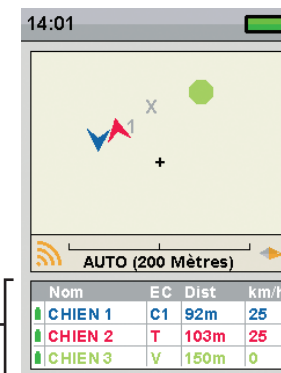 14:01
X
1
AUTO (200 Mètres)
Nom EC Dist km/h
CHIEN 1 C1 92m 25
CHIEN 2 T 103m 25
CHIEN 3 V 150m 0